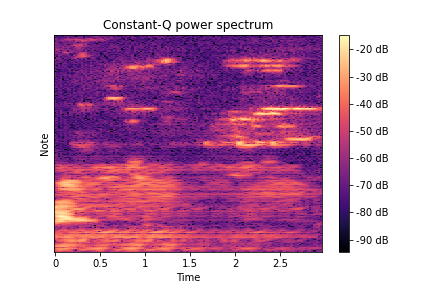 Constant-Q power spectrum
Note
-20 dB
-30 dB
-40 dB
-50 dB
-60 dB
-70 dB
-80 dB
-90 dB
0 0.5 1 1.5 2 2.5
Time